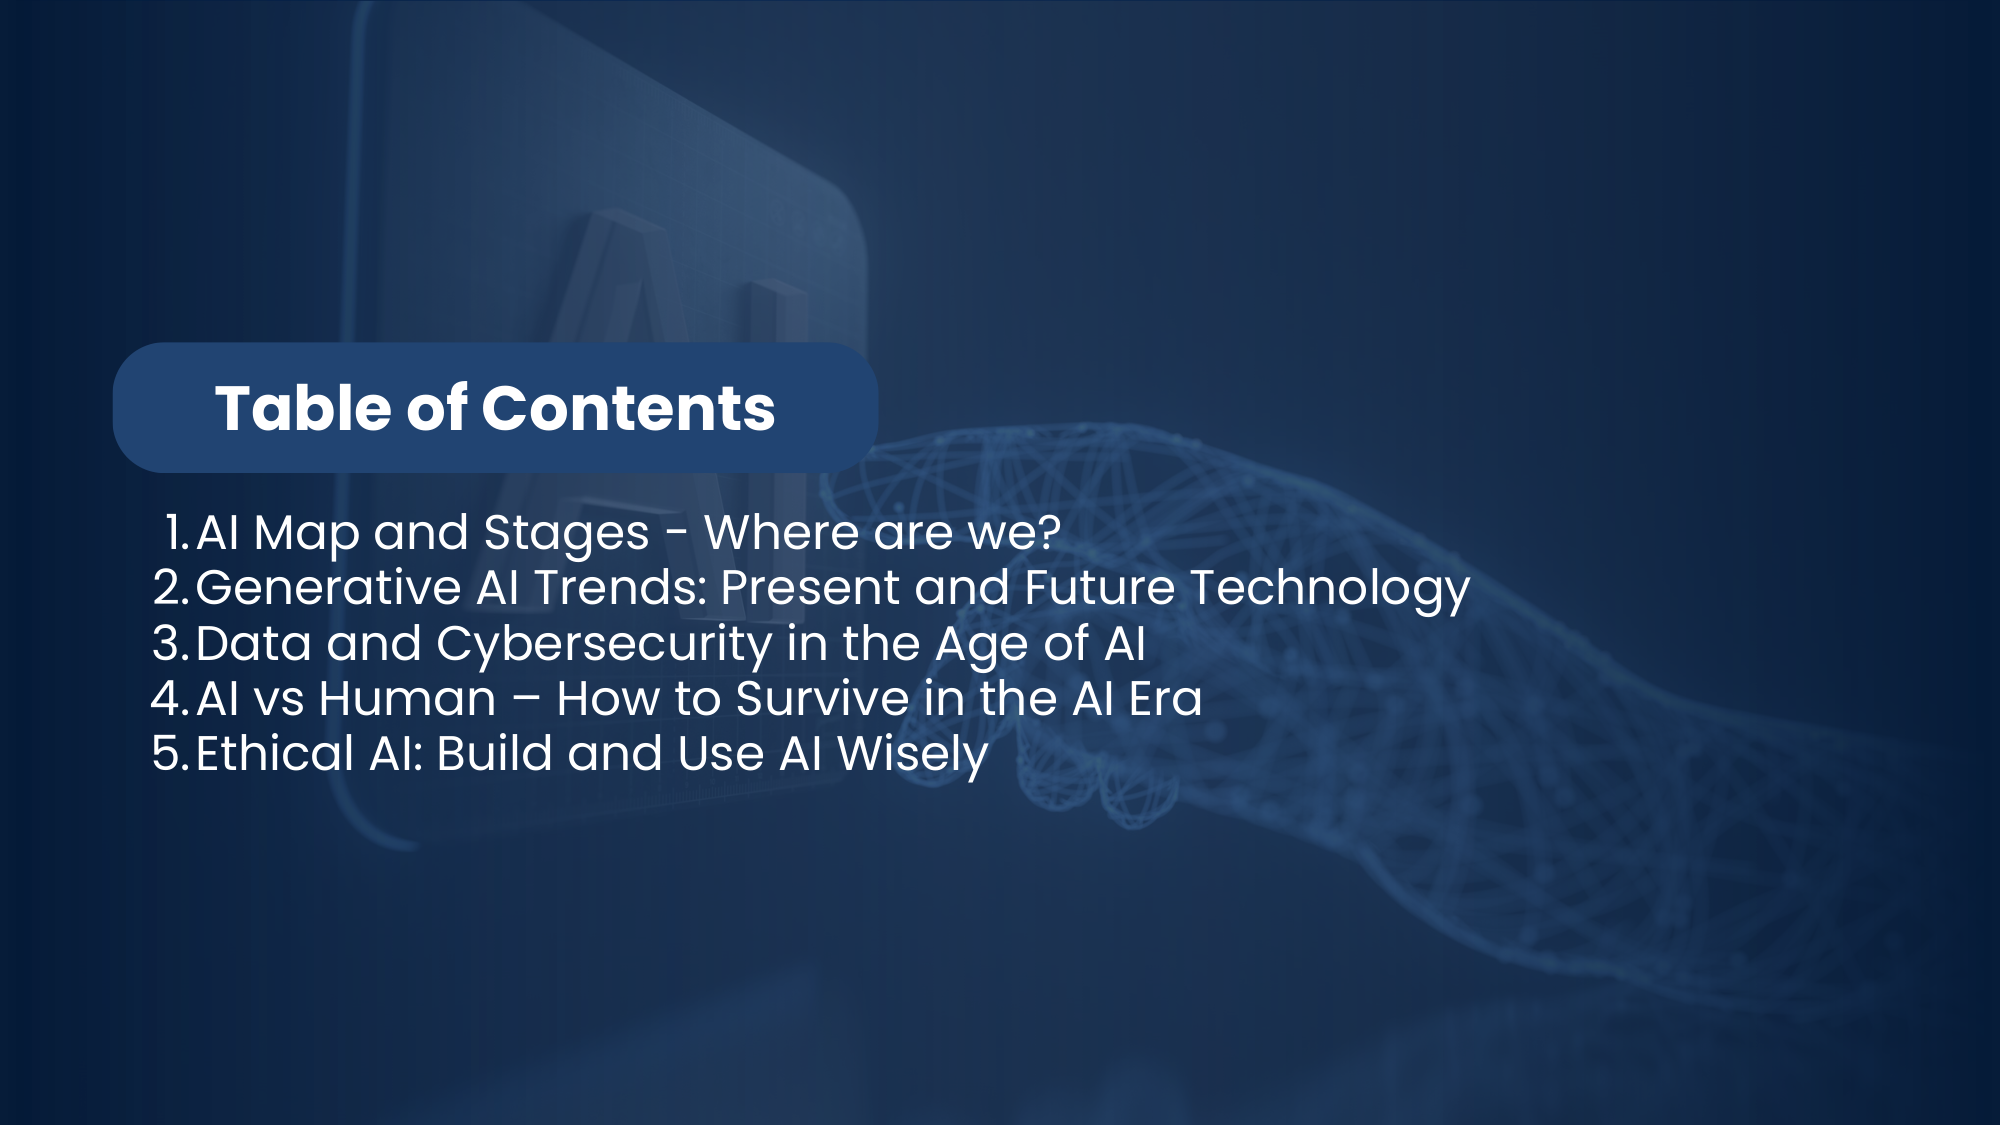 AI
Table of Contents
1. AI Map and Stages - Where are we?
2. Generative AI Trends: Present and Future Technology
3. Data and Cybersecurity in the Age of AI
4. AI vs Human – How to Survive in the AI Era
5. Ethical AI: Build and Use AI Wisely